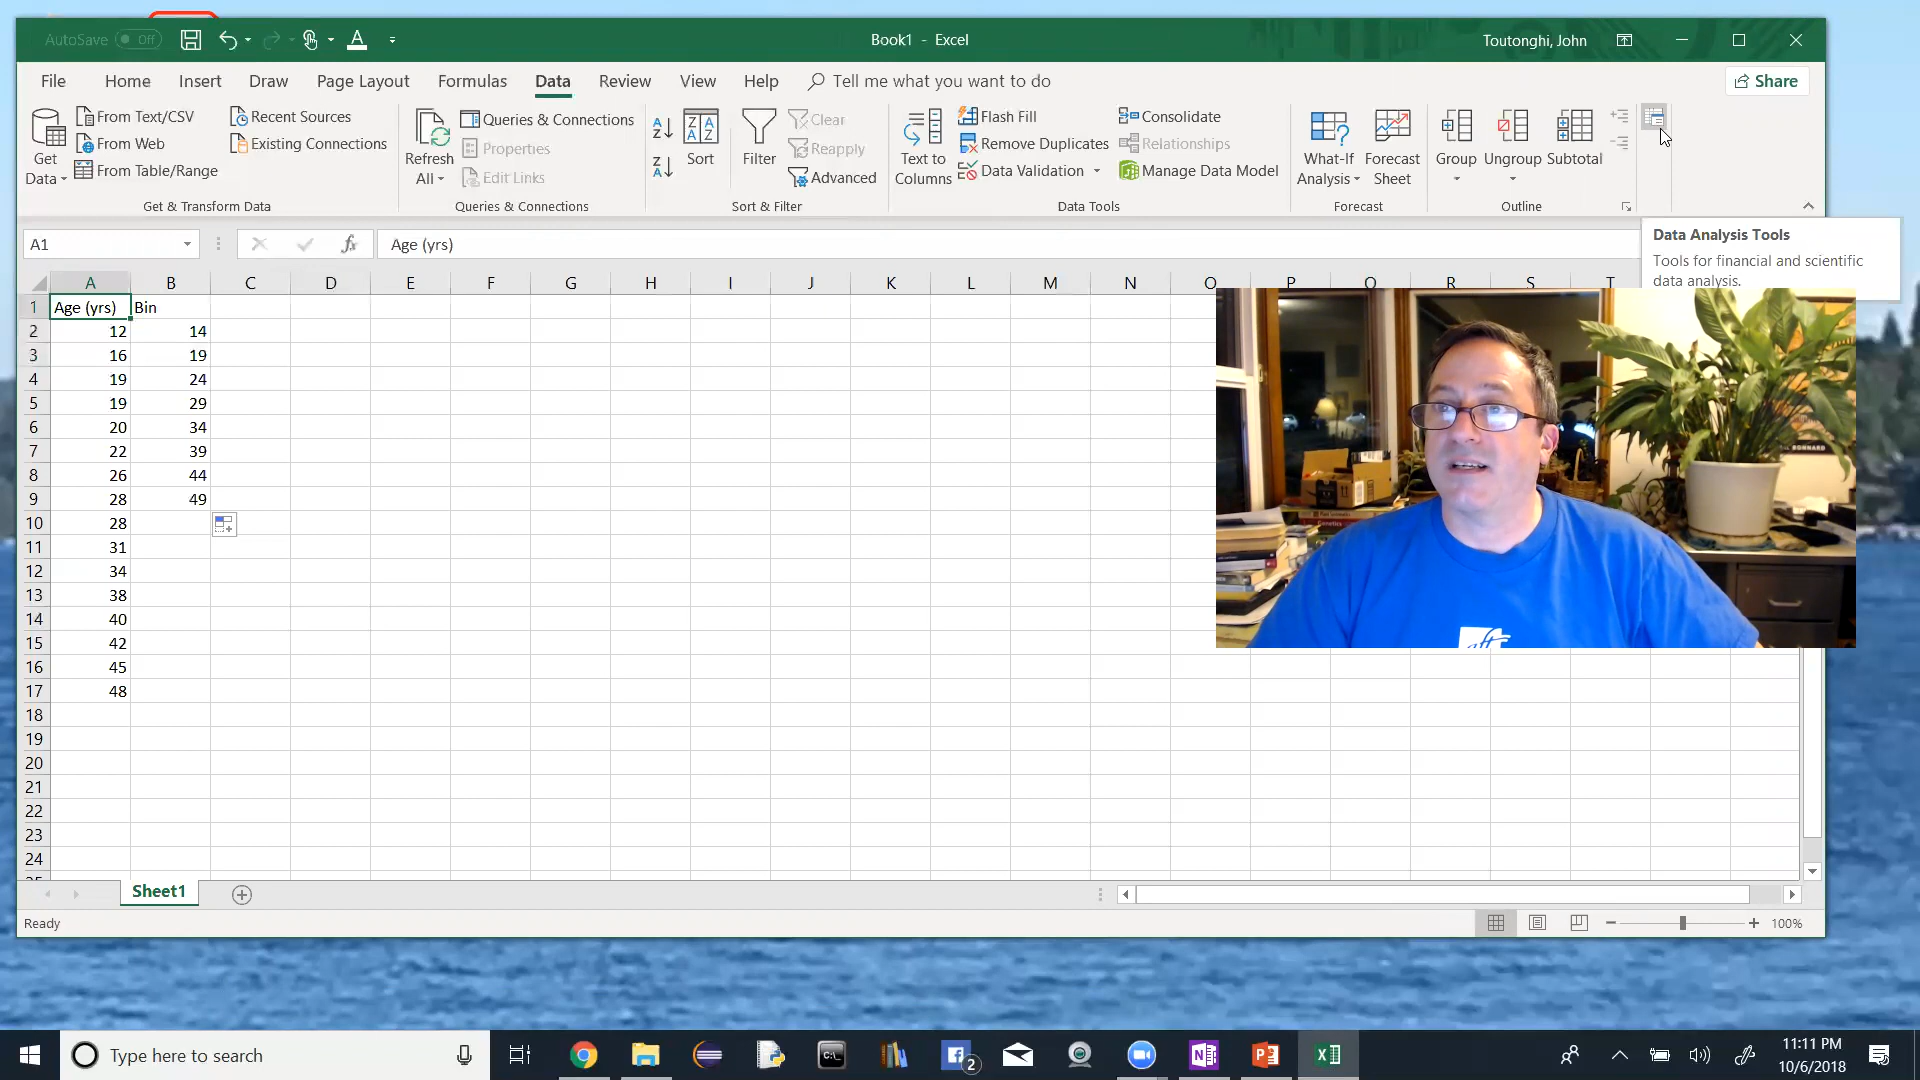 AutoSave Off
Book1 - Excel
Toutonghi, John
File Home Insert Draw Page Layout Formulas Data Review View Help Tell me what you want to do Share
Get Data
From Text/CSV
From Web
From Table/Range
Recent Sources
Existing Connections
Get & Transform Data
Refresh All
Queries & Connections
Properties
Edit Links
Queries & Connections
Sort
Filter
Clear
Reapply
Advanced
Sort & Filter
Text to Columns
Flash Fill
Remove Duplicates
Data Validation
Consolidate
Relationships
Manage Data Model
Data Tools
What-If Analysis
Forecast Sheet
Forecast
Group
Ungroup
Subtotal
Outline
Data Analysis Tools
Tools for financial and scientific
data analysis.
A1
fx
Age (yrs)
A B C D E F G H I J K L M N O P Q R S T
1 Age (yrs) Bin
2 12 14
3 16 19
4 19 24
5 19 29
6 20 34
7 22 39
8 26 44
9 28 49
10 28
11 31
12 34
13 38
14 40
15 42
16 45
17 48
18
19
20
21
22
23
24
Sheet1
Ready
100%
Type here to search
2
11:11 PM
10/6/2018